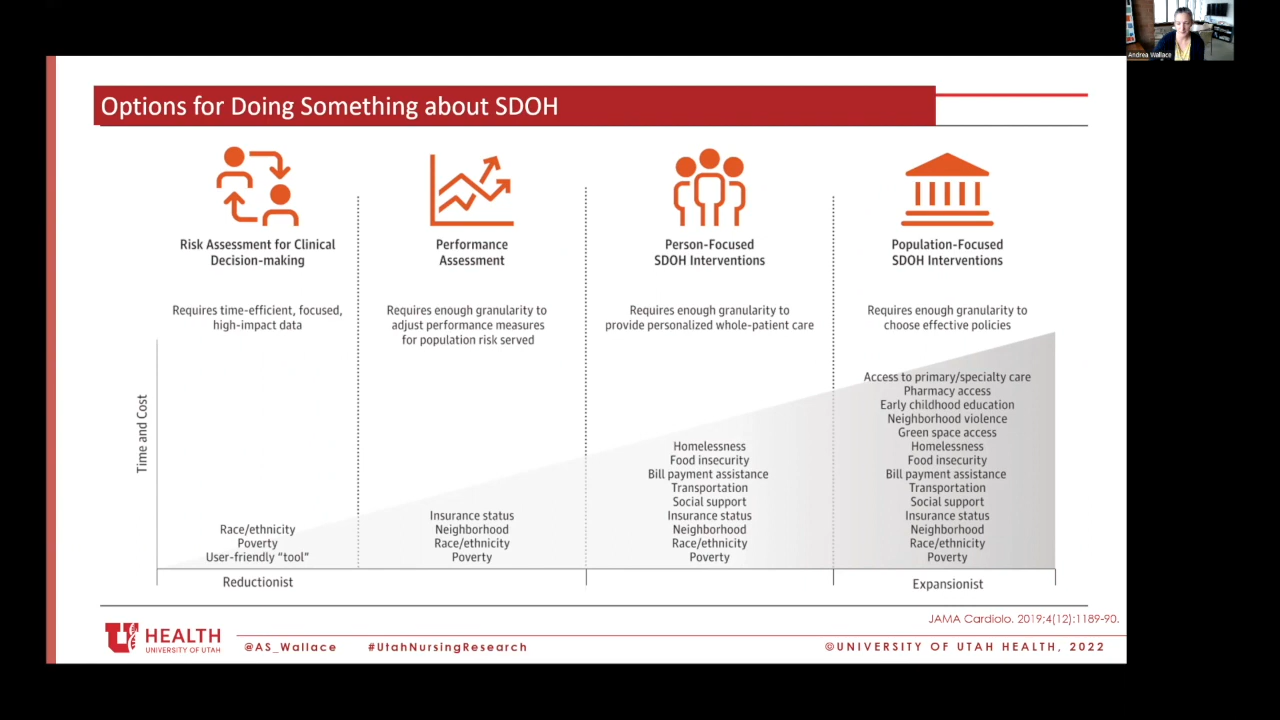 Andrea Wallace
Options for Doing Something about SDOH
Risk Assessment for Clinical
Decision-making
Requires time-efficient, focused,
high-impact data
Performance
Assessment
Requires enough granularity to
adjust performance measures
for population risk served
Person-Focused
SDOH Interventions
Requires enough granularity to
provide personalized whole-patient care
Population-Focused
SDOH Interventions
Requires enough granularity to
choose effective policies
Time and Cost
Race/ethnicity
Poverty
User-friendly “tool”
Insurance status
Neighborhood
Race/ethnicity
Poverty
Homelessness
Food insecurity
Bill payment assistance
Transportation
Social support
Insurance status
Neighborhood
Race/ethnicity
Poverty
Access to primary/specialty care
Pharmacy access
Early childhood education
Neighborhood violence
Green space access
Homelessness
Food insecurity
Bill payment assistance
Transportation
Social support
Insurance status
Neighborhood
Race/ethnicity
Poverty
Reductionist
Expansionist
JAMA Cardiolo. 2019;4(12):1189-90.
U HEALTH
UNIVERSITY OF UTAH
@AS_Wallace
#UtahNursingResearch
©UNIVERSITY OF UTAH HEALTH, 2022